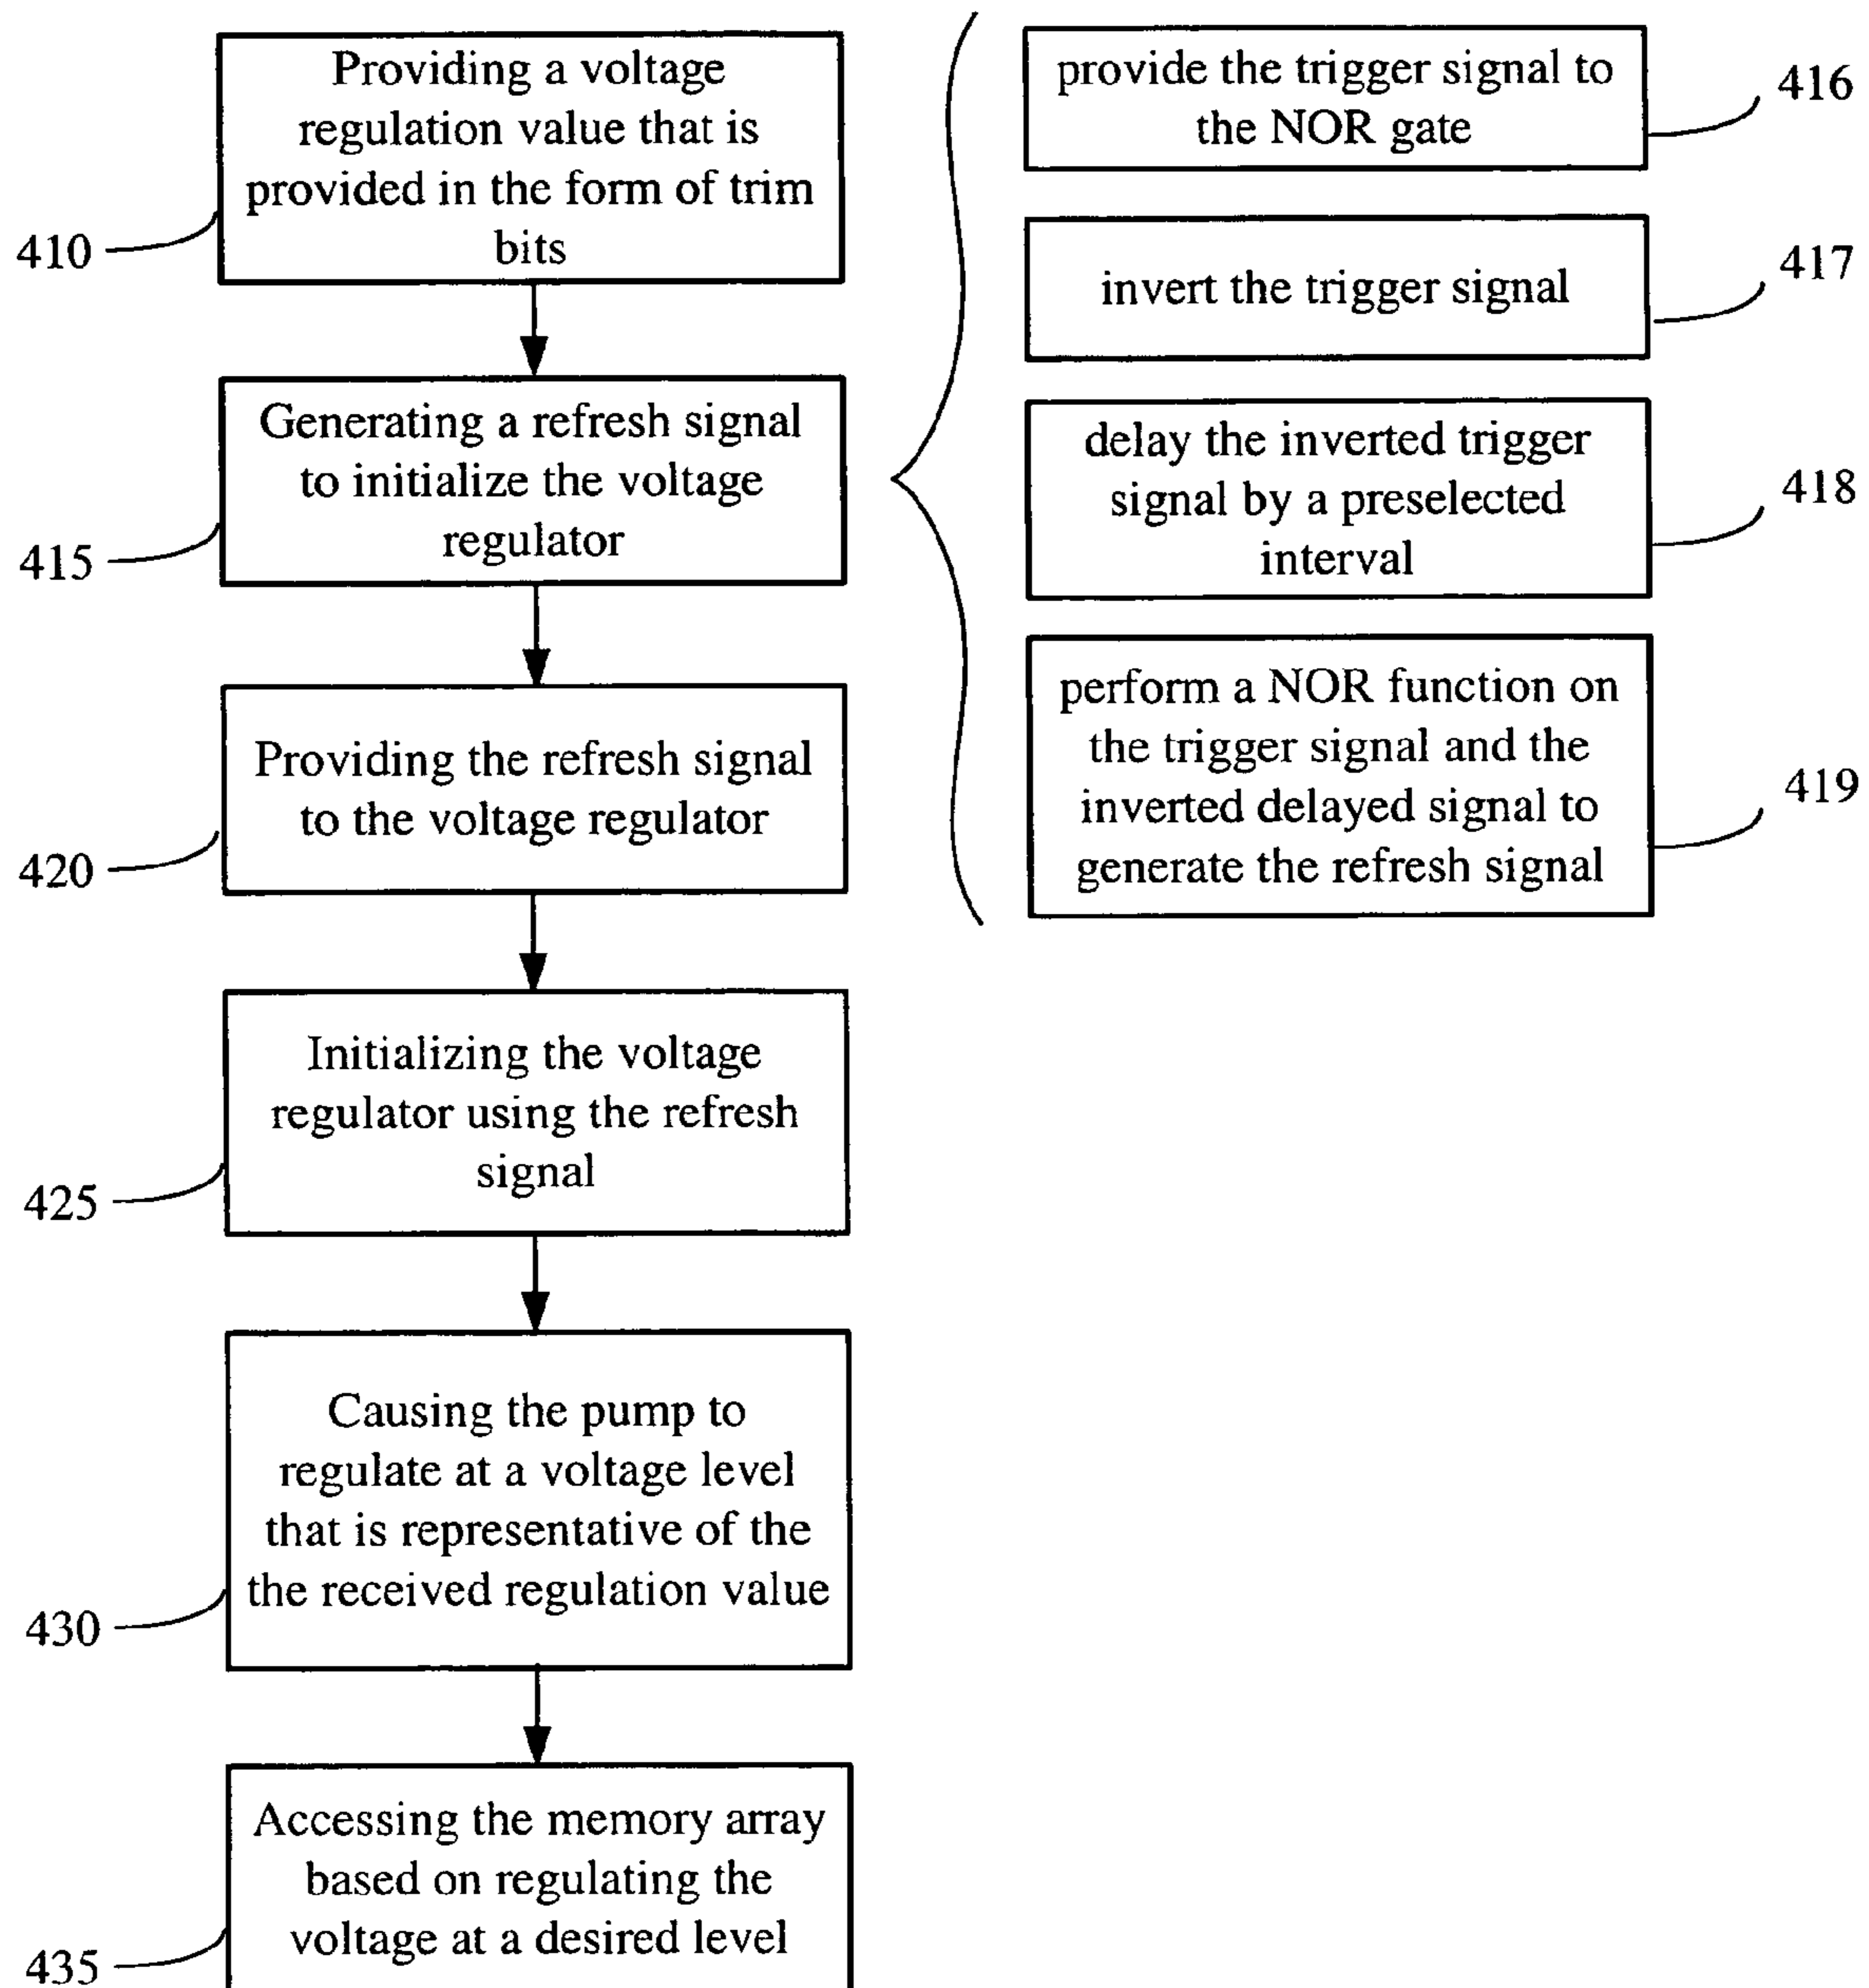 Providing a voltage
regulation value that is
provided in the form of trim
bits
410
Generating a refresh signal
to initialize the voltage
regulator
415
Providing the refresh signal
to the voltage regulator
420
Initializing the voltage
regulator using the refresh
signal
425
Causing the pump to
regulate at a voltage level
that is representative of the
the received regulation value
430
Accessing the memory array
based on regulating the
voltage at a desired level
435
provide the trigger signal to
the NOR gate
416
invert the trigger signal
417
delay the inverted trigger
signal by a preselected
interval
418
perform a NOR function on
the trigger signal and the
inverted delayed signal to
generate the refresh signal
419